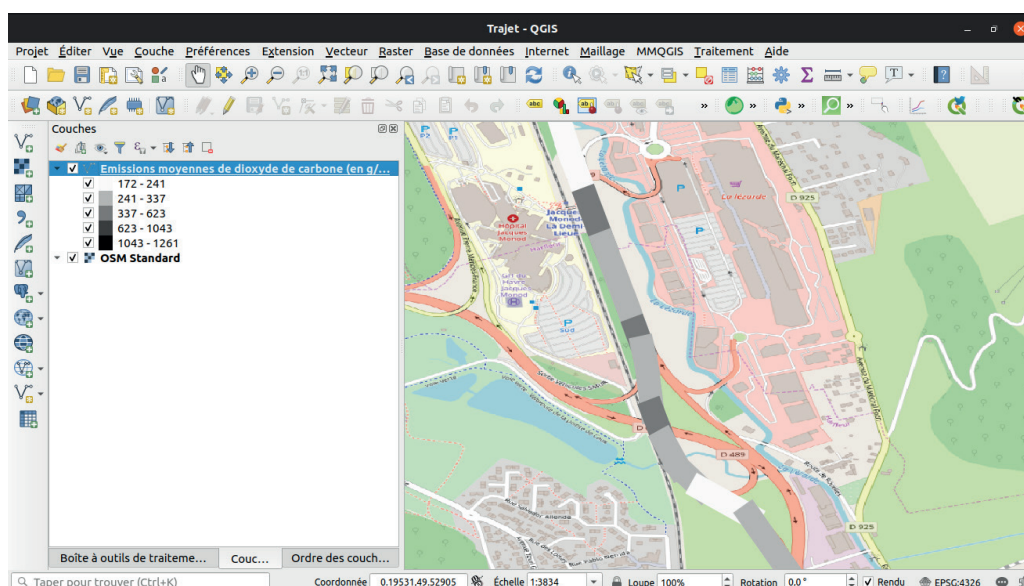 Trajet - QGIS
Projet Éditer Vue Couche Préférences Extension Vecteur Raster Base de données Internet Maillage MMQGIS Traitement Aide
Couches
Emissions moyennes de dioxyde de carbone (en g/...
172 - 241
241 - 337
337 - 623
623 - 1043
1043 - 1261
OSM Standard
La lézarde
D 925
Jacques
Monod -
La Demi
Lieue
Hôpital
Jacques
Monod
P
Sud
D 489
D 925
Boîte à outils de traiteme... Couc... Ordre des couch...
Taper pour trouver (Ctrl+K) Coordonnée 0.19531,49.52905 Échelle 1:3834 Loupe 100% Rotation 0,0 ° Rendu EPSG:4326